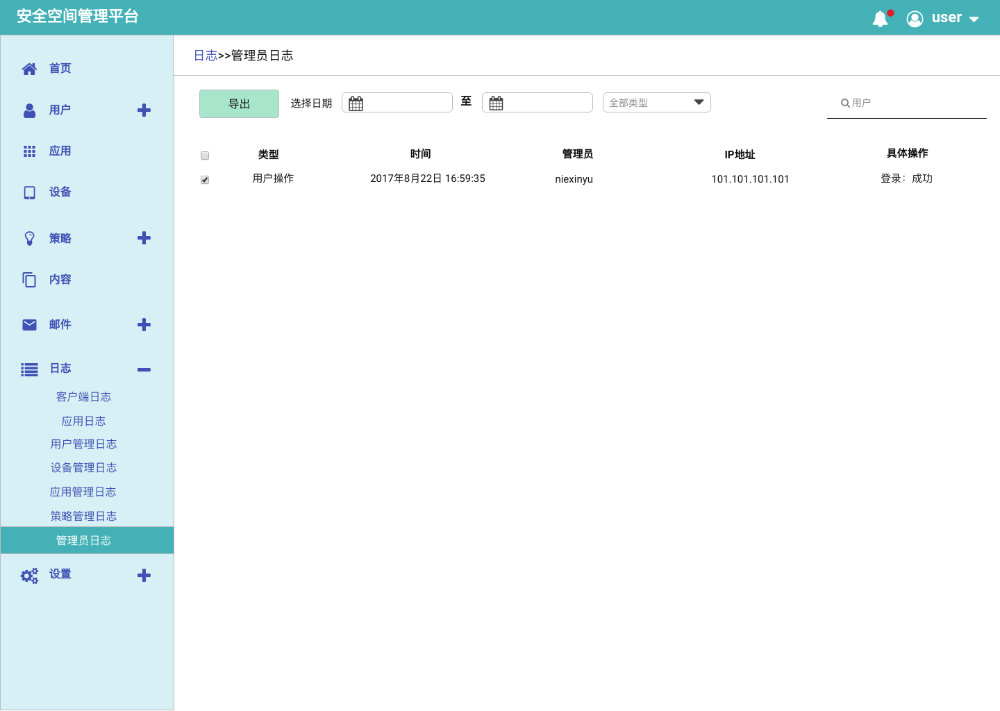 安全空间管理平台
user
首页
用户
应用
设备
策略
内容
邮件
日志
客户端日志
应用日志
用户管理日志
设备管理日志
应用管理日志
策略管理日志
管理员日志
设置
日志>>管理员日志
导出 选择日期 至 全部类型 用户
类型 时间 管理员 IP地址 具体操作
用户操作 2017年8月22日 16:59:35 niexinyu 101.101.101.101 登录：成功